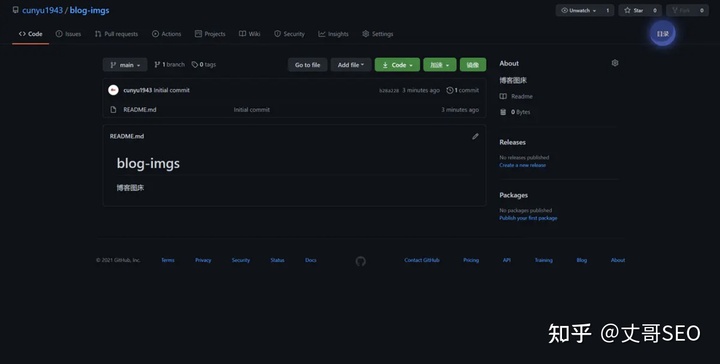 cunyu1943 / blog-imgs
Unwatch 1 Star 0 Fork 0
Code Issues Pull requests Actions Projects Wiki Security Insights Settings
目录
main 1 branch 0 tags Go to file Add file Code 加速 镜像
cunyu1943 Initial commit 3 minutes ago 1 commit
README.md Initial commit 3 minutes ago
README.md
blog-imgs
博客图床
About
博客图床
Readme
0 Bytes
Releases
No releases published
Create a new release
Packages
No packages published
Publish your first package
© 2021 GitHub, Inc. Terms Privacy Security Status Docs Contact GitHub Pricing API Training Blog About
知乎 @丈哥SEO